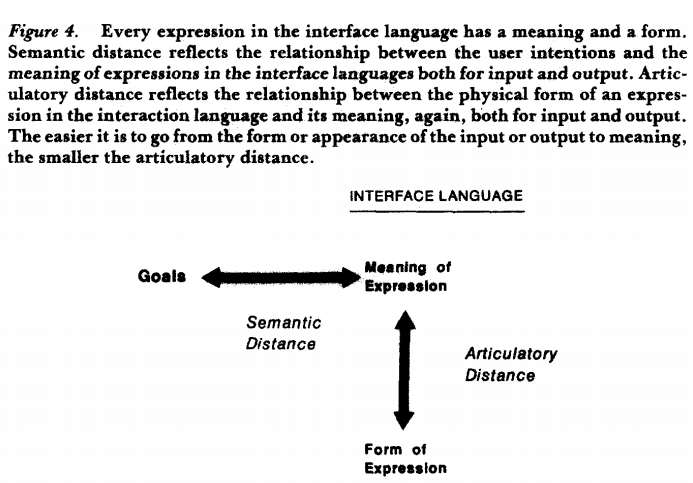 Figure 4. Every expression in the interface language has a meaning and a form.
Semantic distance reflects the relationship between the user intentions and the
meaning of expressions in the interface languages both for input and output. Artic-
ulatory distance reflects the relationship between the physical form of an expres-
sion in the interaction language and its meaning, again, both for input and output.
The easier it is to go from the form or appearance of the input or output to meaning,
the smaller the articulatory distance.
INTERFACE LANGUAGE
Goals
Meaning of
Expression
Semantic
Distance
Articulatory
Distance
Form of
Expression